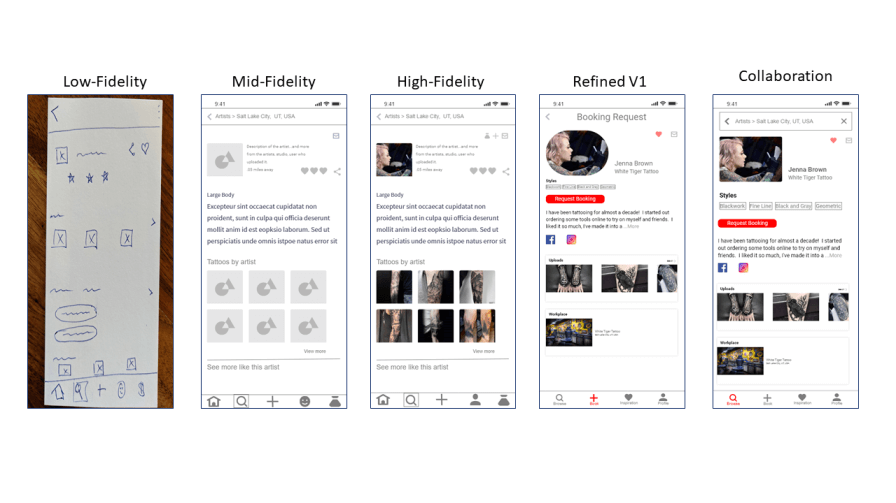 Low-Fidelity
Mid-Fidelity
High-Fidelity
Refined V1
Collaboration
9:41
Artists > Salt Lake City, UT, USA
Description of the artist , and more
from the artists, studio, user who
uploaded in.
.09 miles away
Large Body
Excepteur sint occaecat cupidatat non
proident, sunt in culpa qui officia deserunt
mollit anim id est eopksio laborum. Sed ut
perspiciatis unde omnis istpoe natus error sit
Tattoos by artist
View more
See more like this artist
9:41
Artists > Salt Lake City, UT, USA
Description of the artist , and more
from the artists, studio, user who
uploaded in.
.09 miles away
Large Body
Excepteur sint occaecat cupidatat non
proident, sunt in culpa qui officia deserunt
mollit anim id est eopksio laborum. Sed ut
perspiciatis unde omnis istpoe natus error sit
Tattoos by artist
View more
See more like this artist
9:41
Booking Request
Jenna Brown
White Tiger Tattoo
Styles
Blackwork Fine Line Black and Gray Geometric
Request Booking
I have been tattooing for almost a decade! I started
out ordering some tools online to try on myself and friends. I
liked it so much, I've made it into a ...More
Uploads
Workplace
White Tiger Tattoo
Browse
Book
Inspiration
Profile
9:41
Artists > Salt Lake City, UT, USA
Jenna Brown
White Tiger Tattoo
Styles
Blackwork Fine Line Black and Gray Geometric
Request Booking
I have been tattooing for almost a decade! I started
out ordering some tools online to try on myself and
friends. I liked it so much, I've made it into a ...More
Uploads
Workplace
White Tiger Tattoo
Browse
Book
Inspiration
Profile